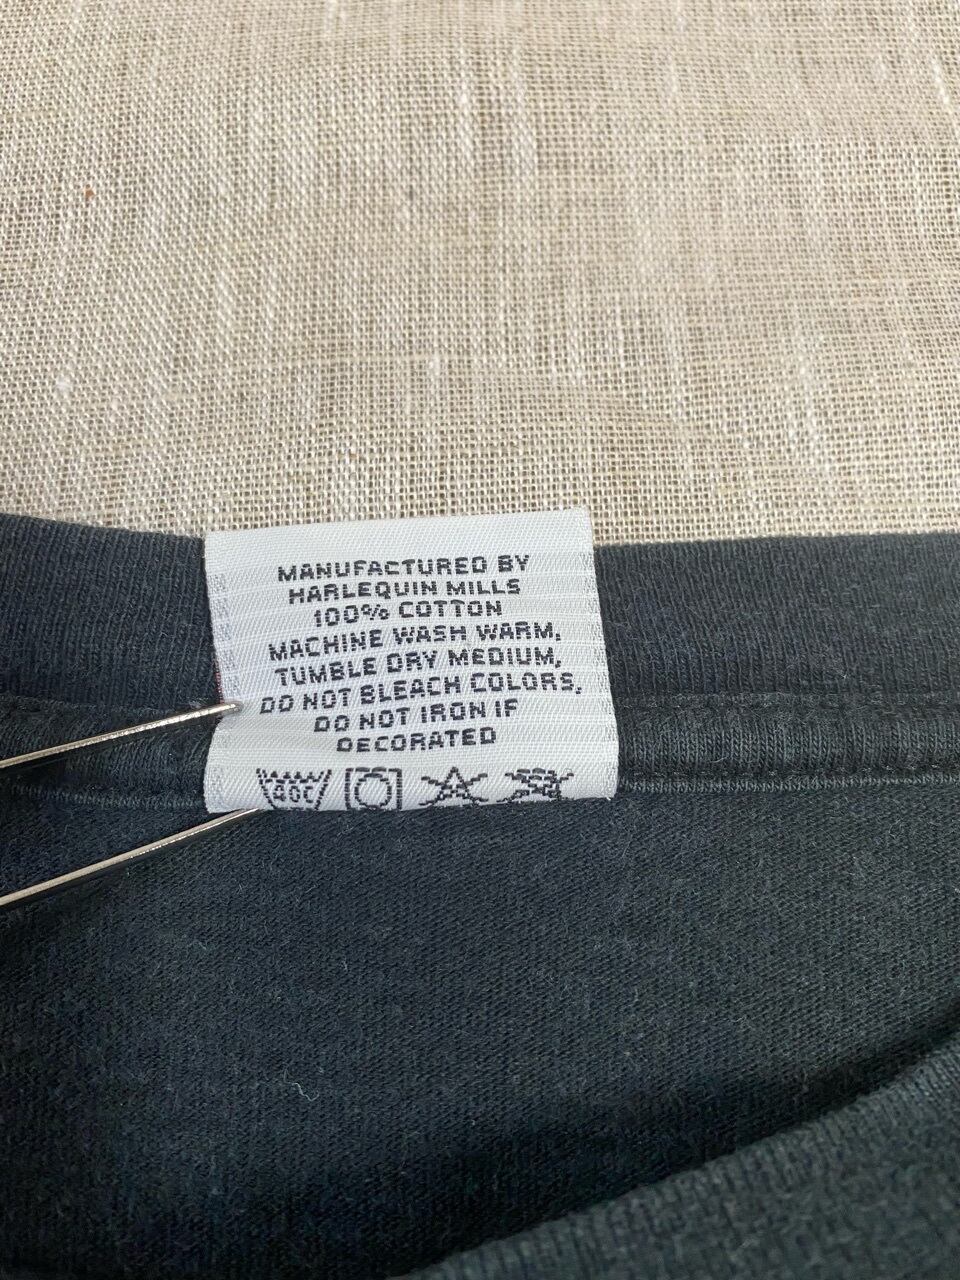 MANUFACTURED BY
HARLEQUIN MILLS
100% COTTON
MACHINE WASH WARM,
TUMBLE DRY MEDIUM,
DO NOT BLEACH COLORS,
DO NOT IRON IF
DECORATED
40C